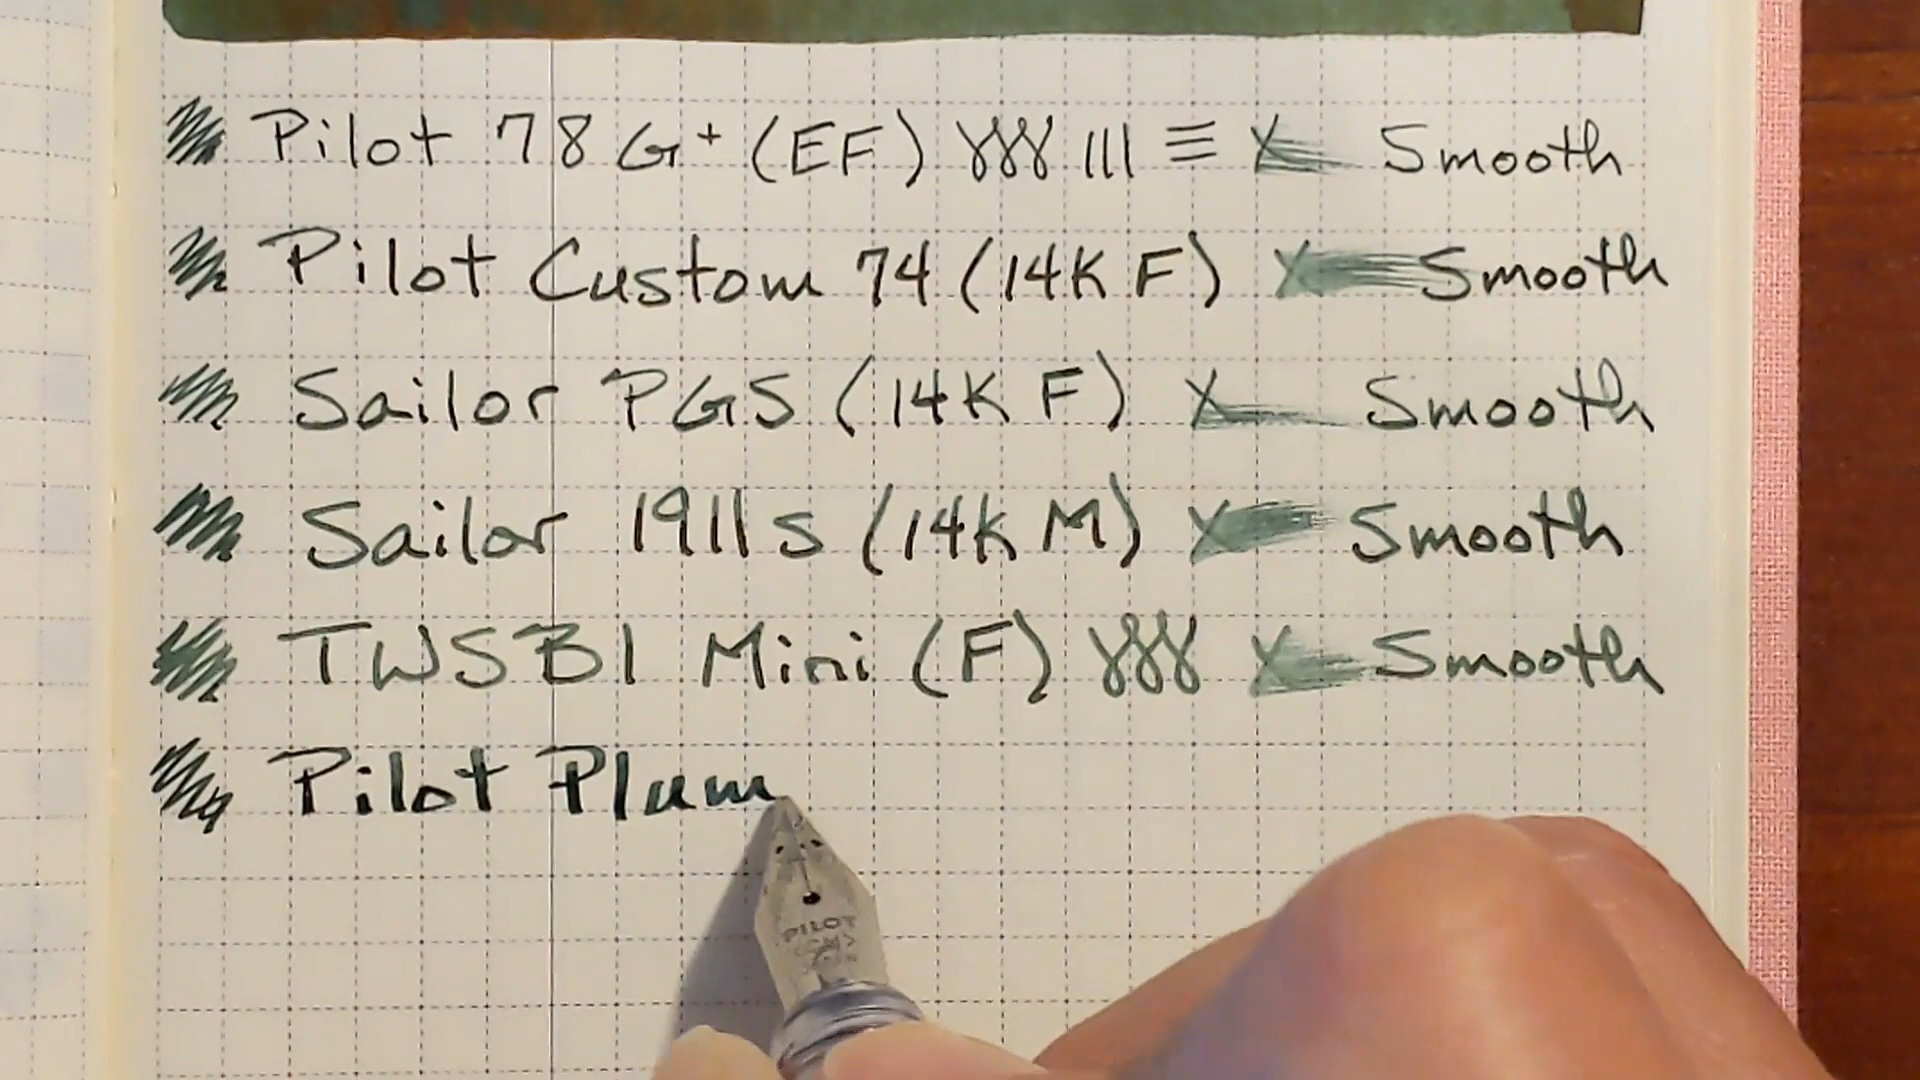 Pilot 78G+ (EF) Smooth
Pilot Custom 74 (14K F) Smooth
Sailor PGS (14K F) Smooth
Sailor 1911s (14K M) Smooth
TWSBI Mini (F) Smooth
Pilot Plum
PILOT
<M>